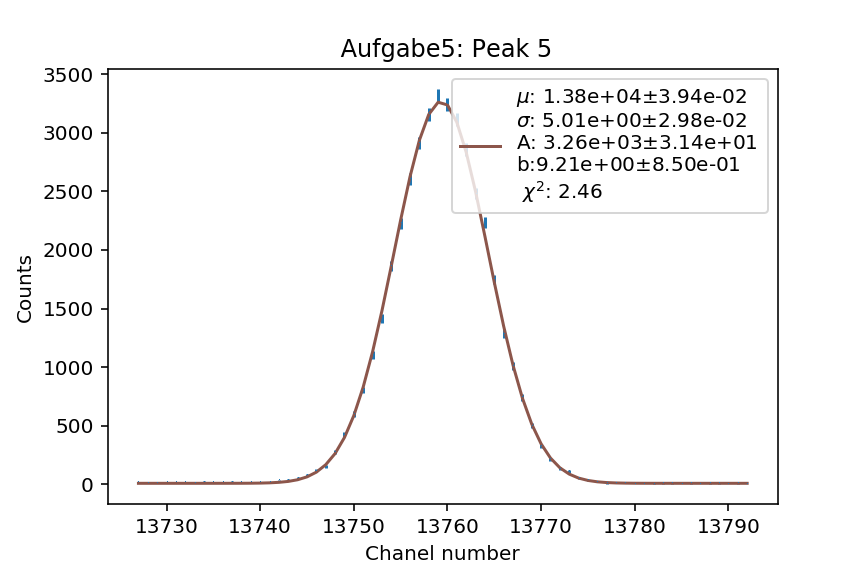 Aufgabe5: Peak 5
3500
3000
2500
2000
1500
1000
500
0
Counts
μ: 1.38e+04±3.94e-02
σ: 5.01e+00±2.98e-02
A: 3.26e+03±3.14e+01
b:9.21e+00±8.50e-01
χ²: 2.46
13730 13740 13750 13760 13770 13780 13790
Chanel number